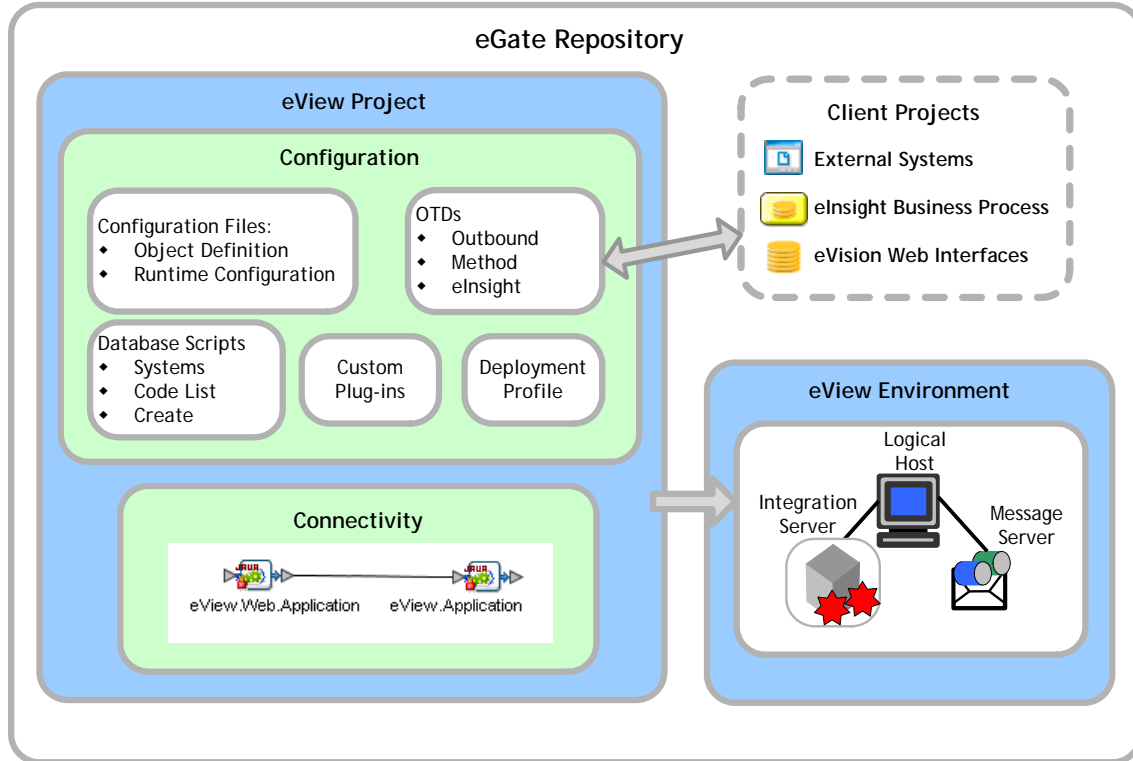 eGate Repository
eView Project
Configuration
Configuration Files:
◆ Object Definition
◆ Runtime Configuration
OTDs
◆ Outbound
◆ Method
◆ eInsight
Database Scripts
◆ Systems
◆ Code List
◆ Create
Custom
Plug-ins
Deployment
Profile
Connectivity
JAVA
eView.Web.Application
JAVA
eView.Application
Client Projects
External Systems
eInsight Business Process
eVision Web Interfaces
eView Environment
Logical
Host
Integration
Server
Message
Server